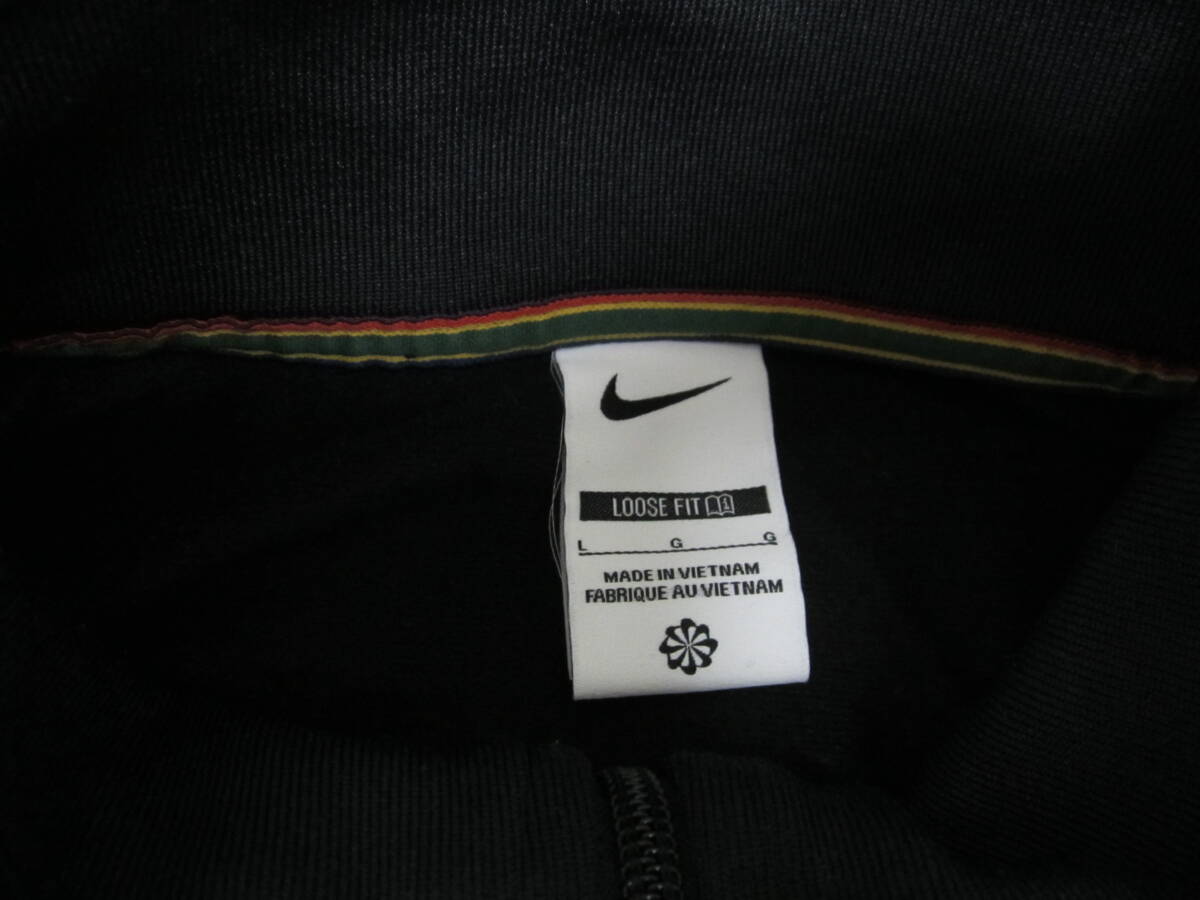 LOOSE FIT
L G G
MADE IN VIETNAM
FABRIQUE AU VIETNAM